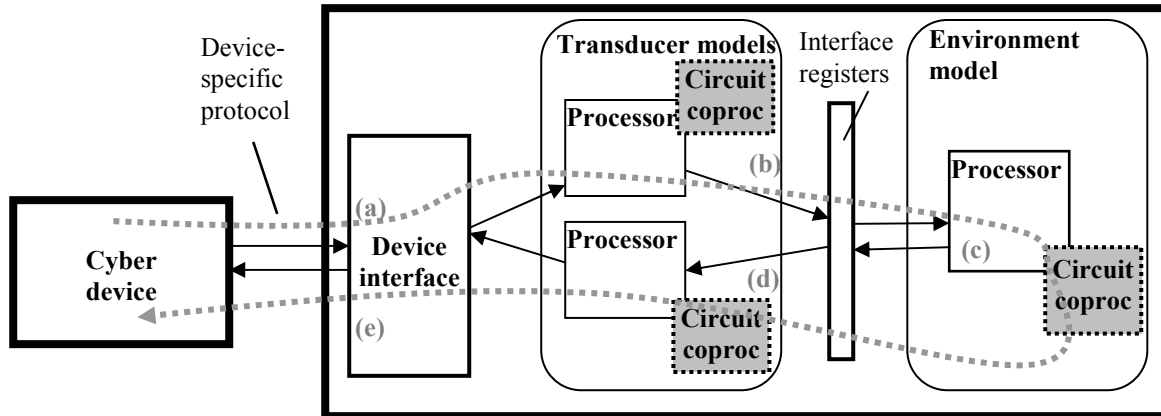 Device-
specific
protocol
Transducer models
Interface
registers
Environment
model
Circuit
coproc
Processor
(b)
Processor
(a)
Cyber
device
Device
interface
Processor
(c)
(d)
Circuit
coproc
Circuit
coproc
(e)